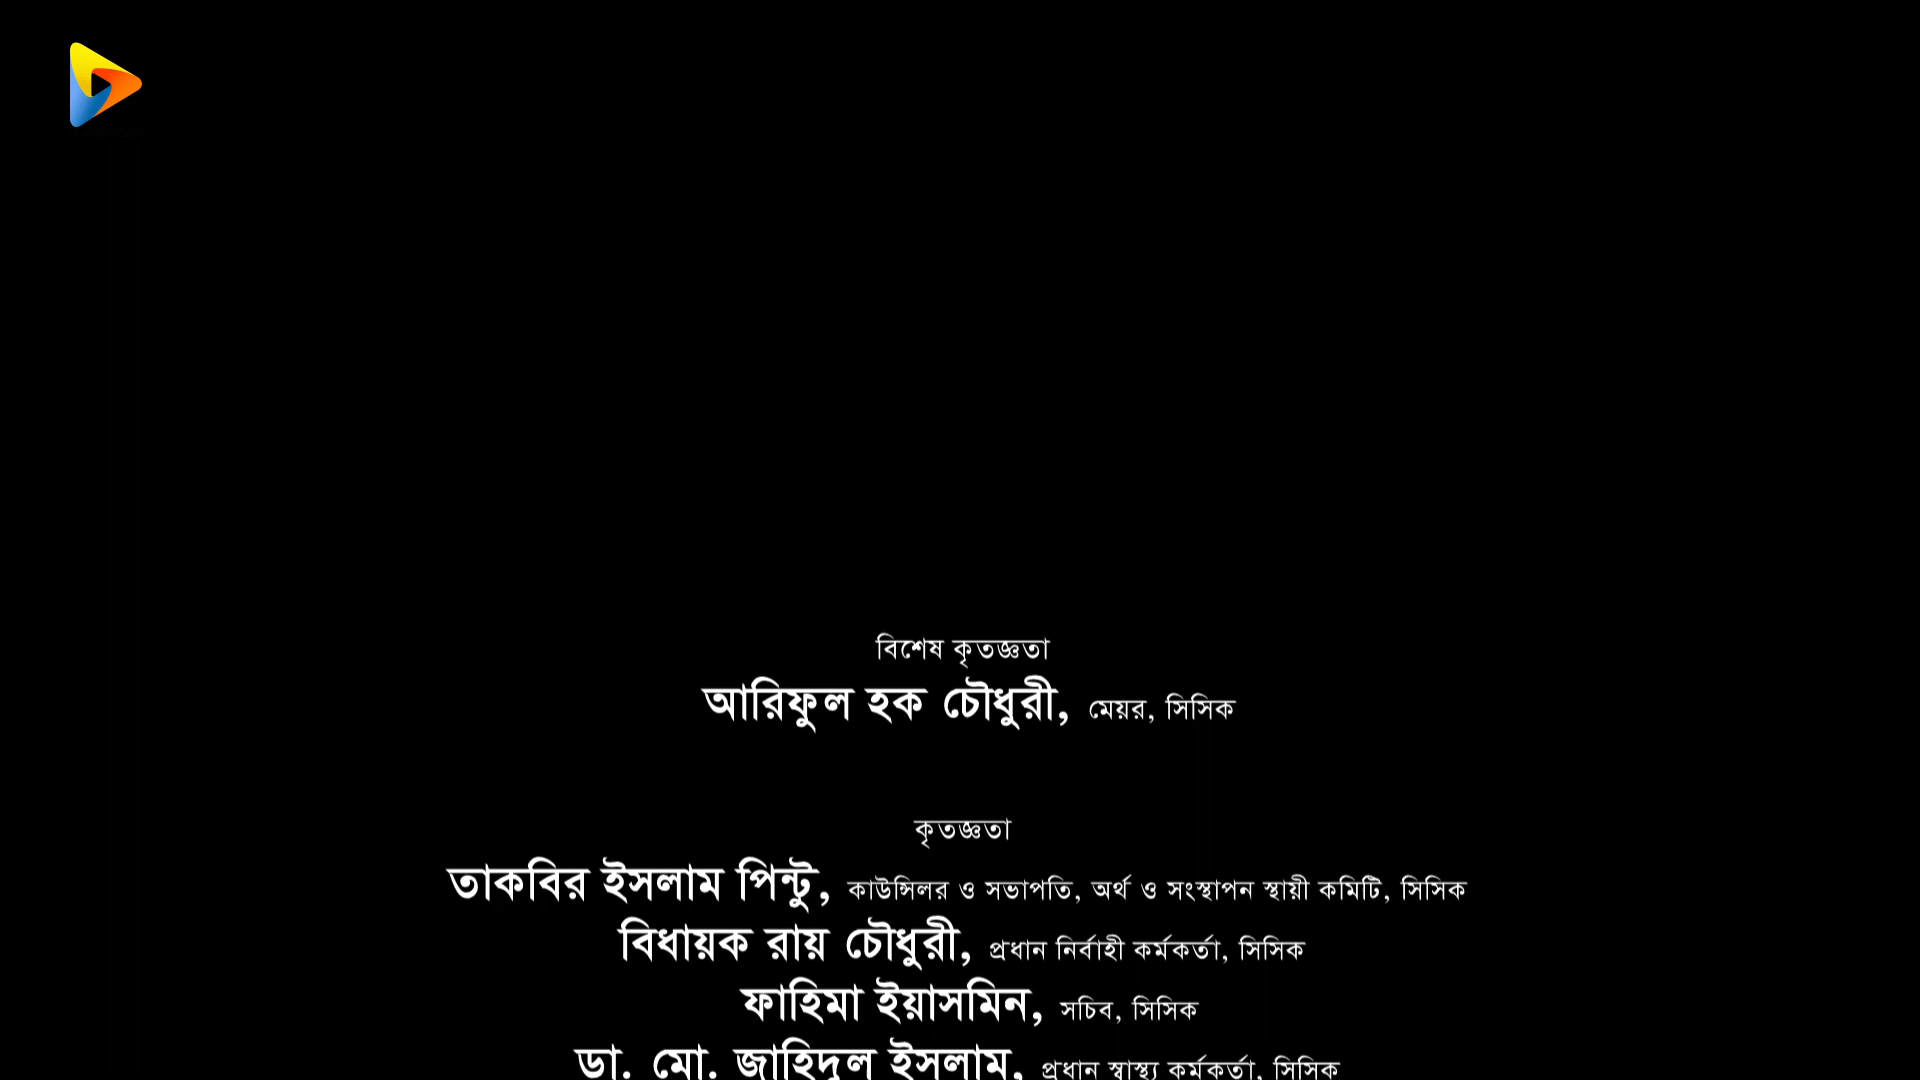 বিশেষ কৃতজ্ঞতা
আরিফুল হক চৌধুরী, মেয়র, সিসিক
কৃতজ্ঞতা
তাকবির ইসলাম পিন্টু, কাউন্সিলর ও সভাপতি, অর্থ ও সংস্থাপন স্থায়ী কমিটি, সিসিক
বিধায়ক রায় চৌধুরী, প্রধান নির্বাহী কর্মকর্তা, সিসিক
ফাহিমা ইয়াসমিন, সচিব, সিসিক
ডা. মো. জাহিদুল ইসলাম, প্রধান স্বাস্থ্য কর্মকর্তা, সিসিক